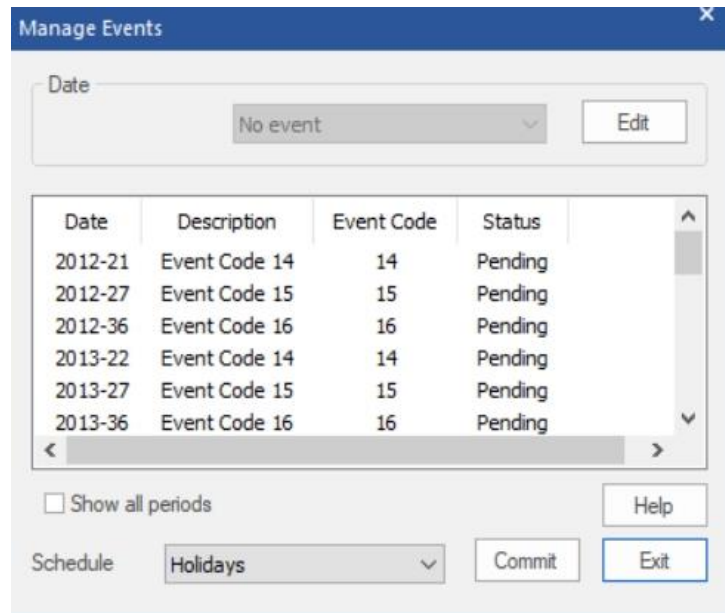 Manage Events
Date
No event Edit
Date Description Event Code Status
2012-21 Event Code 14 14 Pending
2012-27 Event Code 15 15 Pending
2012-36 Event Code 16 16 Pending
2013-22 Event Code 14 14 Pending
2013-27 Event Code 15 15 Pending
2013-36 Event Code 16 16 Pending
Show all periods Help
Schedule Holidays Commit Exit